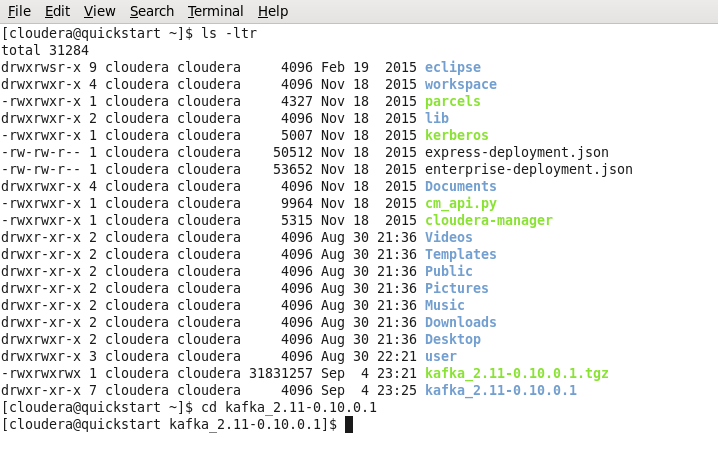 File Edit View Search Terminal Help
[cloudera@quickstart ~]$ ls -ltr
total 31284
drwxrwsr-x 9 cloudera cloudera     4096 Feb 19  2015 eclipse
drwxrwxr-x 4 cloudera cloudera     4096 Nov 18  2015 workspace
-rwxrwxr-x 1 cloudera cloudera     4327 Nov 18  2015 parcels
drwxrwxr-x 2 cloudera cloudera     4096 Nov 18  2015 lib
-rwxrwxr-x 1 cloudera cloudera     5007 Nov 18  2015 kerberos
-rw-rw-r-- 1 cloudera cloudera    50512 Nov 18  2015 express-deployment.json
-rw-rw-r-- 1 cloudera cloudera    53652 Nov 18  2015 enterprise-deployment.json
drwxrwxr-x 4 cloudera cloudera     4096 Nov 18  2015 Documents
-rwxrwxr-x 1 cloudera cloudera     9964 Nov 18  2015 cm_api.py
-rwxrwxr-x 1 cloudera cloudera     5315 Nov 18  2015 cloudera-manager
drwxr-xr-x 2 cloudera cloudera     4096 Aug 30 21:36 Videos
drwxr-xr-x 2 cloudera cloudera     4096 Aug 30 21:36 Templates
drwxr-xr-x 2 cloudera cloudera     4096 Aug 30 21:36 Public
drwxr-xr-x 2 cloudera cloudera     4096 Aug 30 21:36 Pictures
drwxr-xr-x 2 cloudera cloudera     4096 Aug 30 21:36 Music
drwxr-xr-x 2 cloudera cloudera     4096 Aug 30 21:36 Downloads
drwxr-xr-x 2 cloudera cloudera     4096 Aug 30 21:36 Desktop
drwxrwxr-x 3 cloudera cloudera     4096 Aug 30 22:21 user
-rwxrwxrwx 1 cloudera cloudera 31831257 Sep  4 23:21 kafka_2.11-0.10.0.1.tgz
drwxr-xr-x 7 cloudera cloudera     4096 Sep  4 23:25 kafka_2.11-0.10.0.1
[cloudera@quickstart ~]$ cd kafka_2.11-0.10.0.1
[cloudera@quickstart kafka_2.11-0.10.0.1]$